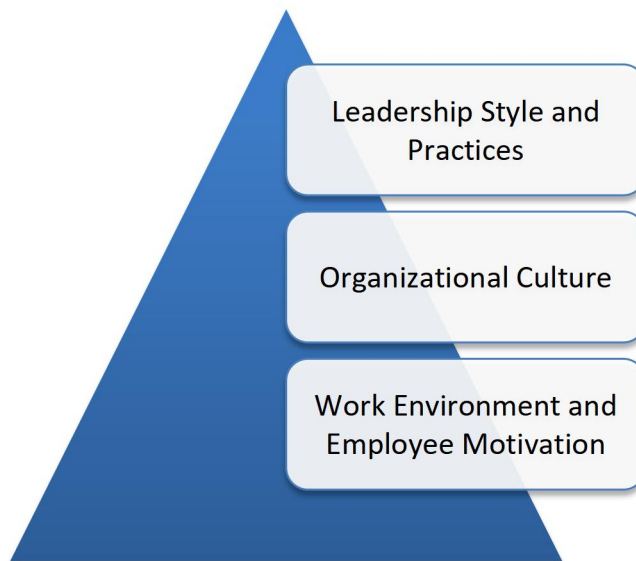 Leadership Style and
Practices
Organizational Culture
Work Environment and
Employee Motivation